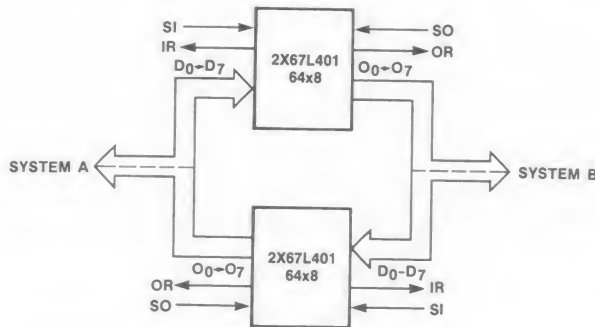 SI
SO
IR
OR
2X67L401
64x8
D0→D7
O0→O7
SYSTEM A
SYSTEM B
2X67L401
64x8
O0→O7
D0-D7
OR
IR
SO
SI